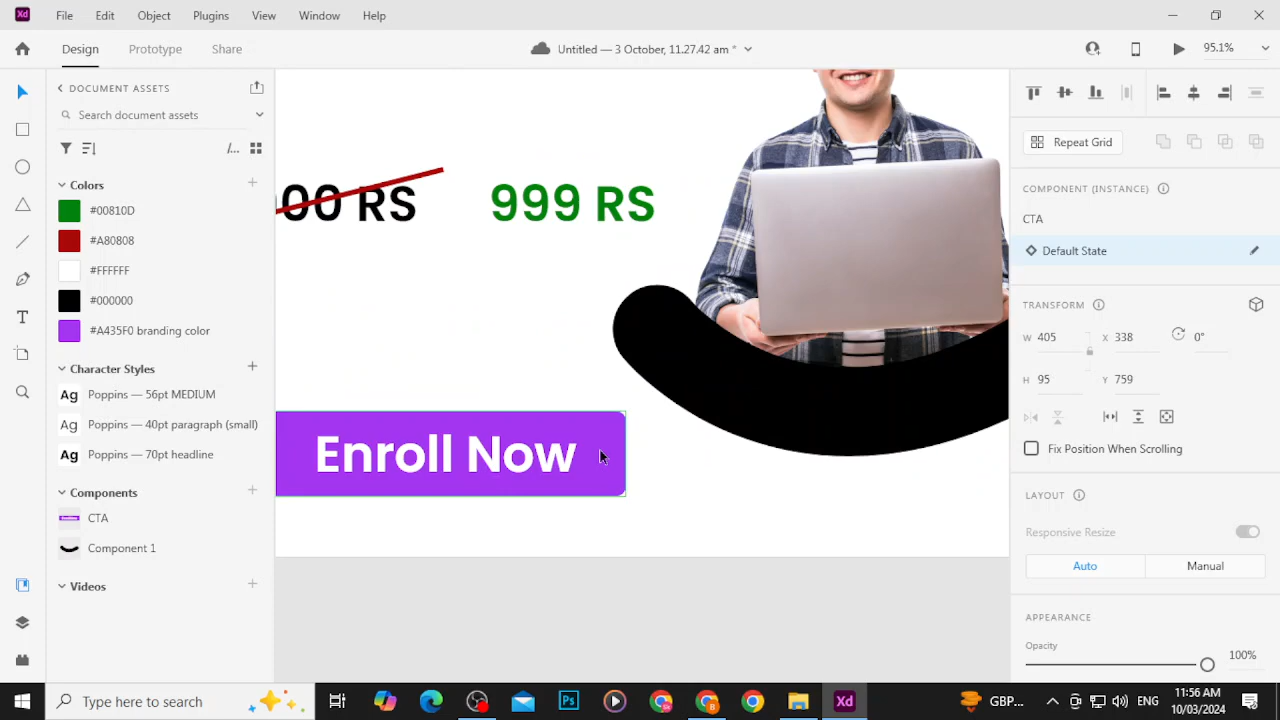 Xd File Edit Object Plugins View Window Help
Design Prototype Share
Untitled — 3 October, 11.27.42 am *
95.1%
DOCUMENT ASSETS
Search document assets
/...
Colors
#00810D
#A80808
#FFFFFF
#000000
#A435F0 branding color
Character Styles
Ag Poppins — 56pt MEDIUM
Ag Poppins — 40pt paragraph (small)
Ag Poppins — 70pt headline
Components
CTA
Component 1
Videos
00 RS
999 RS
Enroll Now
Repeat Grid
COMPONENT (INSTANCE)
CTA
Default State
TRANSFORM
W 405 X 338 0°
H 95 Y 759
Fix Position When Scrolling
LAYOUT
Responsive Resize
Auto Manual
APPEARANCE
Opacity
100%
Type here to search
Ps
Xd
GBP...
ENG
11:56 AM
10/03/2024